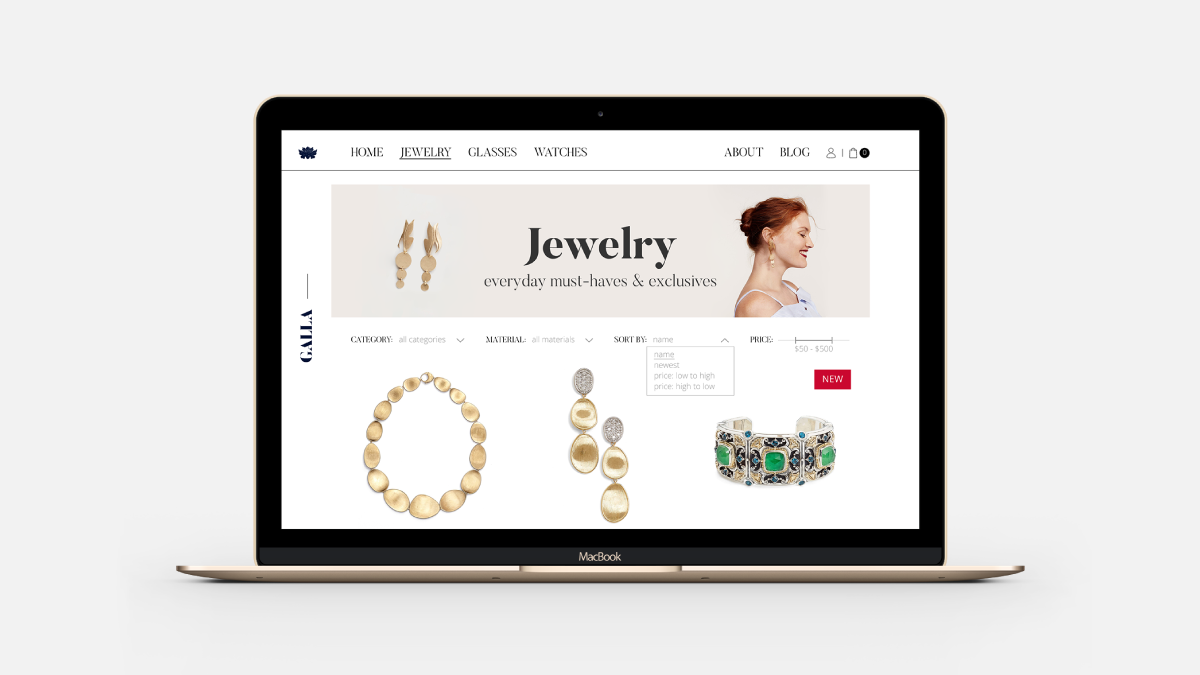 HOME JEWELRY GLASSES WATCHES ABOUT BLOG 0
Jewelry
everyday must-haves & exclusives
GALLA
CATEGORY: all categories MATERIAL: all materials SORT BY: name PRICE:
$50 - $500
name
newest
price: low to high
price: high to low
NEW
MacBook